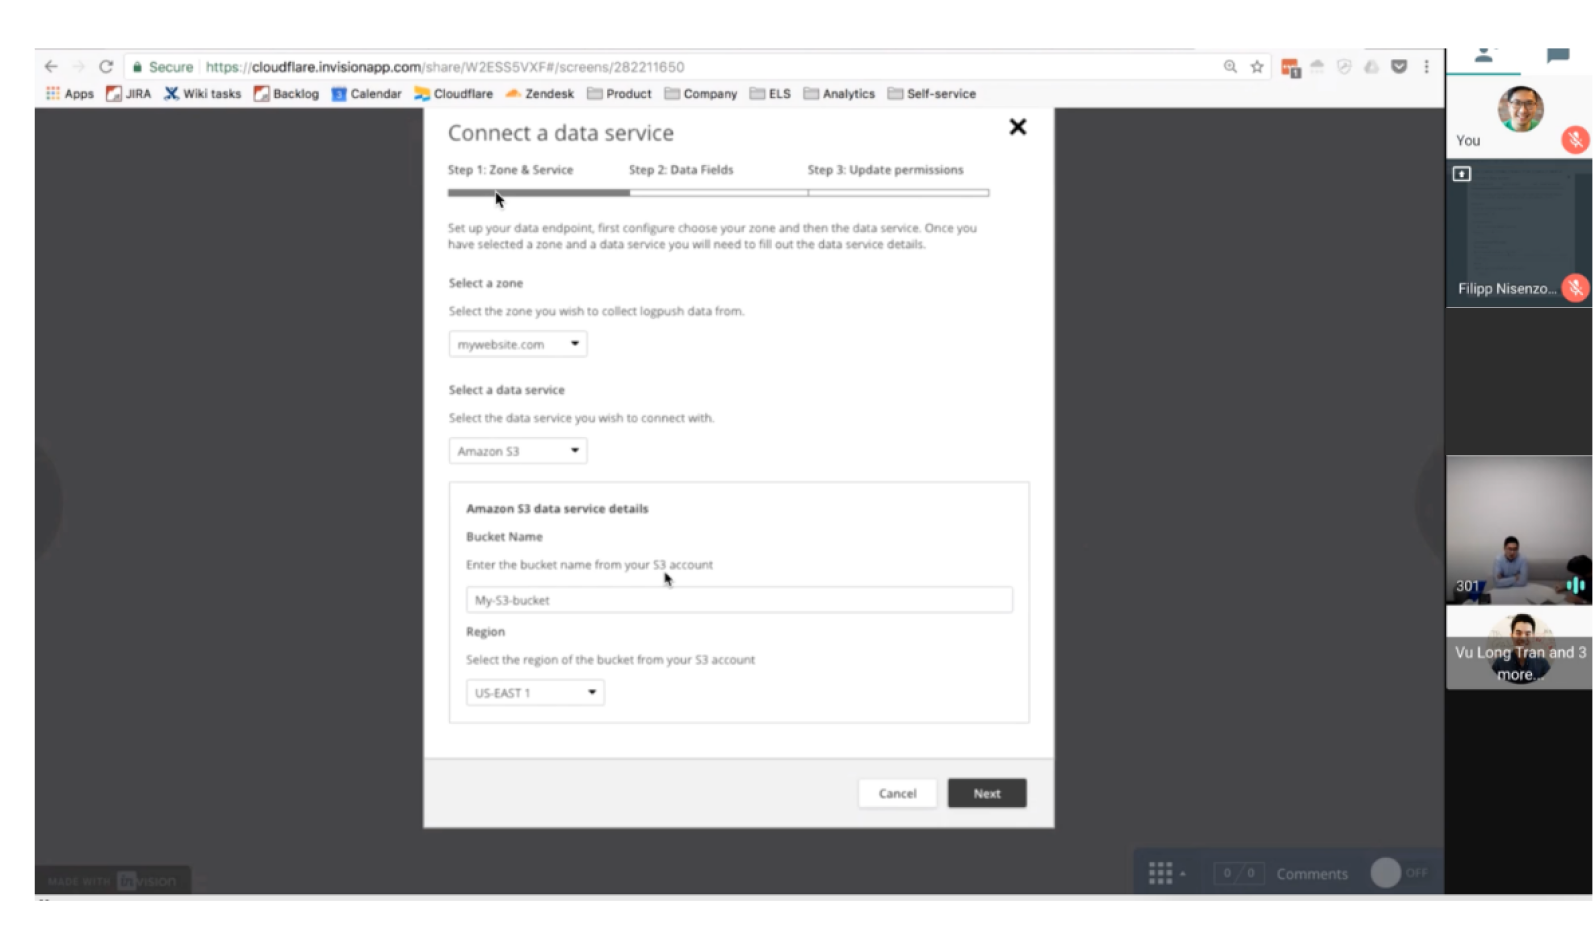 Secure https://cloudflare.invisionapp.com/share/W2ESS5VXF#/screens/282211650
Apps JIRA Wiki tasks Backlog 3 Calendar Cloudflare Zendesk Product Company ELS Analytics Self-service
Connect a data service
Step 1: Zone & Service Step 2: Data Fields Step 3: Update permissions
Set up your data endpoint, first configure choose your zone and then the data service. Once you
have selected a zone and a data service you will need to fill out the data service details.
Select a zone
Select the zone you wish to collect logpush data from.
mywebsite.com
Select a data service
Select the data service you wish to connect with.
Amazon S3
Amazon S3 data service details
Bucket Name
Enter the bucket name from your S3 account
My-S3-bucket
Region
Select the region of the bucket from your S3 account
US-EAST 1
Cancel Next
MADE WITH invision
0/0 Comments OFF
You
Filipp Nisenzo...
301
Vu Long Tran and 3
more...